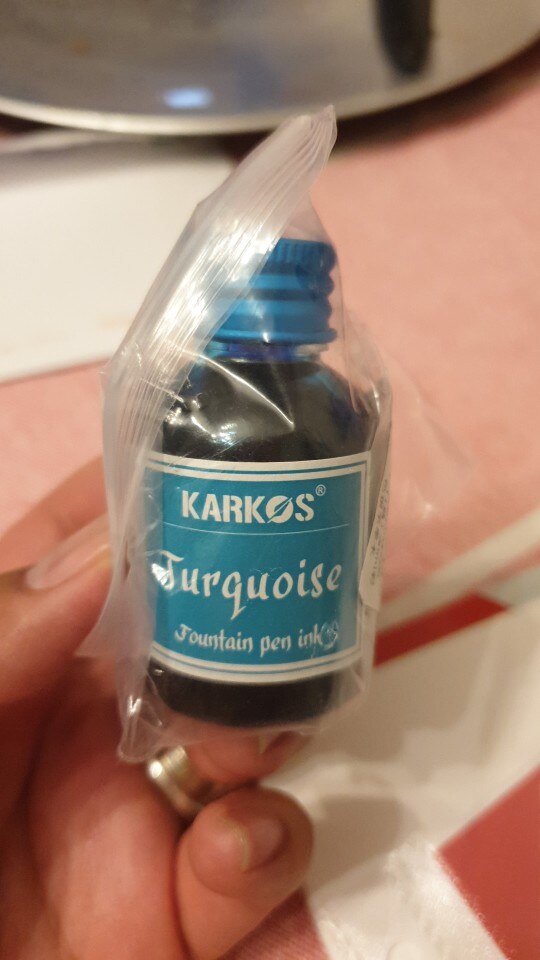 KARKOS®
Turquoise
Fountain pen ink